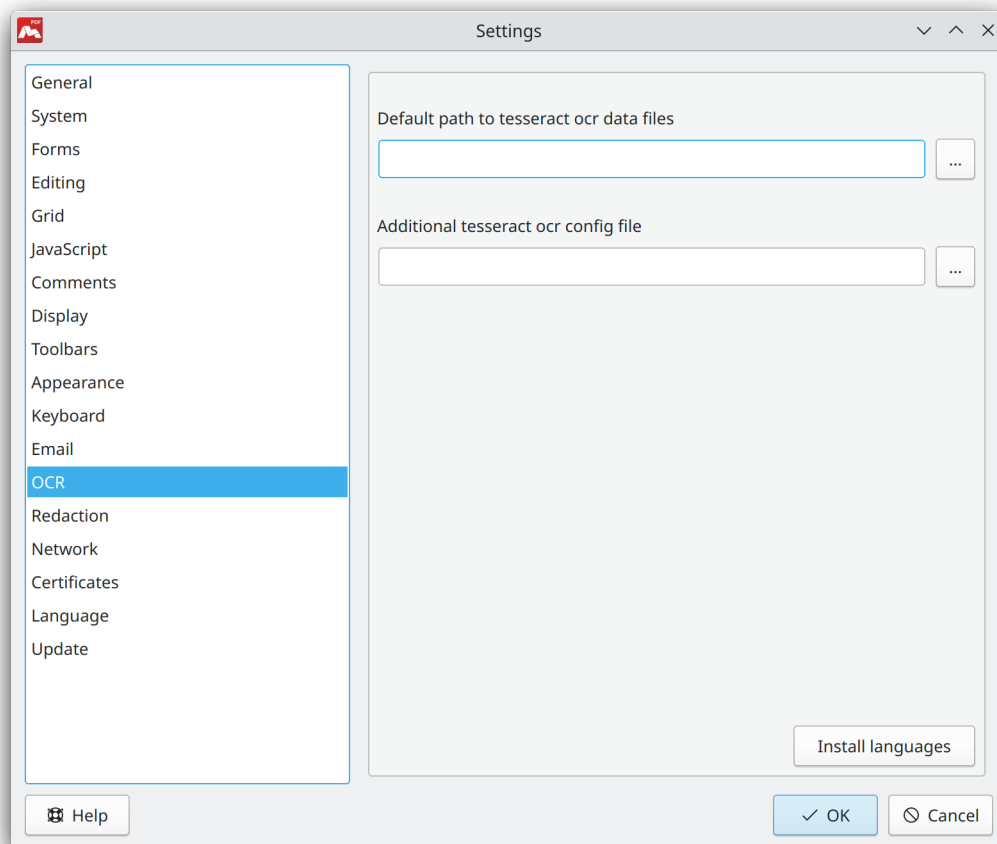 PDF
Settings
General
System
Forms
Editing
Grid
JavaScript
Comments
Display
Toolbars
Appearance
Keyboard
Email
OCR
Redaction
Network
Certificates
Language
Update
Default path to tesseract ocr data files
...
Additional tesseract ocr config file
...
Install languages
Help
OK
Cancel